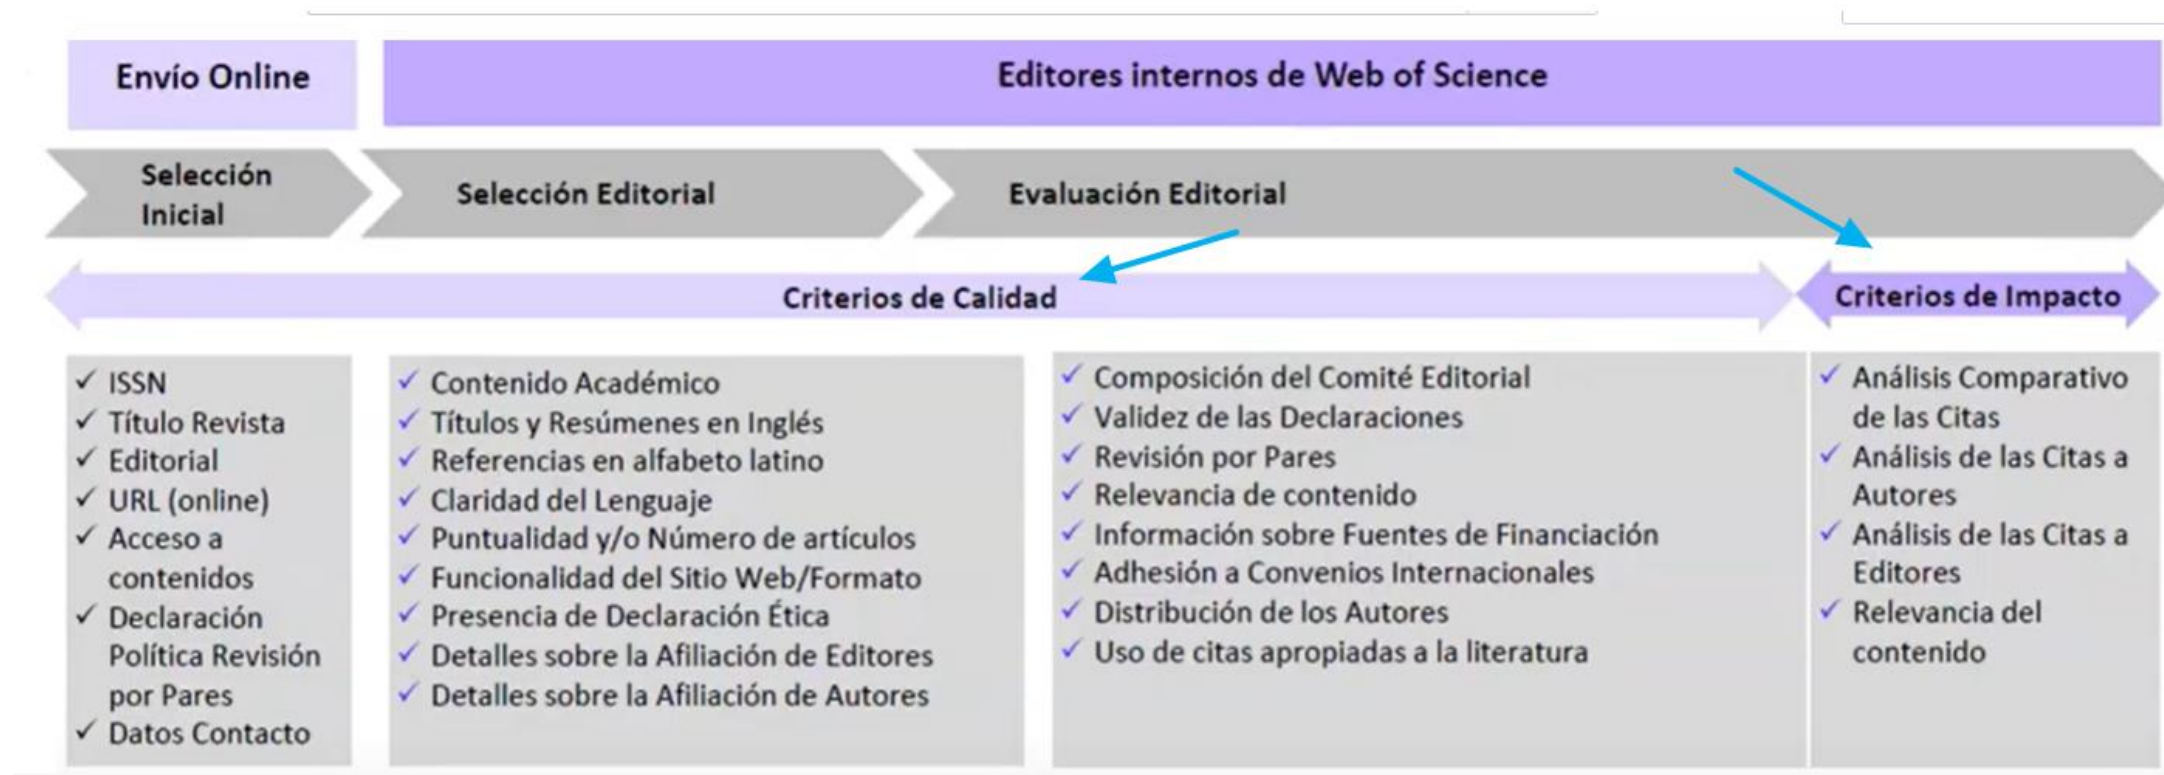 Envío Online
Editores internos de Web of Science
Selección
Inicial
Selección Editorial
Evaluación Editorial
Criterios de Calidad
Criterios de Impacto
✓ ISSN
✓ Título Revista
✓ Editorial
✓ URL (online)
✓ Acceso a
contenidos
✓ Declaración
Política Revisión
por Pares
✓ Datos Contacto
✓ Contenido Académico
✓ Títulos y Resúmenes en Inglés
✓ Referencias en alfabeto latino
✓ Claridad del Lenguaje
✓ Puntualidad y/o Número de artículos
✓ Funcionalidad del Sitio Web/Formato
✓ Presencia de Declaración Ética
✓ Detalles sobre la Afiliación de Editores
✓ Detalles sobre la Afiliación de Autores
✓ Composición del Comité Editorial
✓ Validez de las Declaraciones
✓ Revisión por Pares
✓ Relevancia de contenido
✓ Información sobre Fuentes de Financiación
✓ Adhesión a Convenios Internacionales
✓ Distribución de los Autores
✓ Uso de citas apropiadas a la literatura
✓ Análisis Comparativo
de las Citas
✓ Análisis de las Citas a
Autores
✓ Análisis de las Citas a
Editores
✓ Relevancia del
contenido